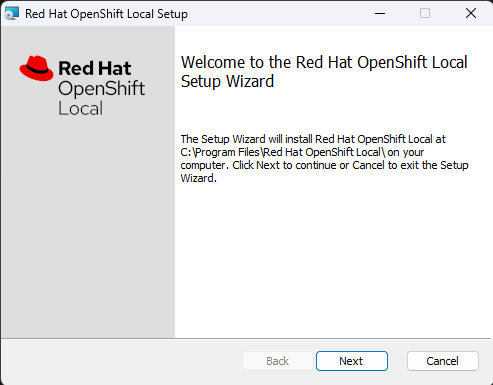 Red Hat OpenShift Local Setup
Red Hat
OpenShift
Local
Welcome to the Red Hat OpenShift Local
Setup Wizard
The Setup Wizard will install Red Hat OpenShift Local at
C:\Program Files\Red Hat OpenShift Local\ on your
computer. Click Next to continue or Cancel to exit the Setup
Wizard.
Back
Next
Cancel